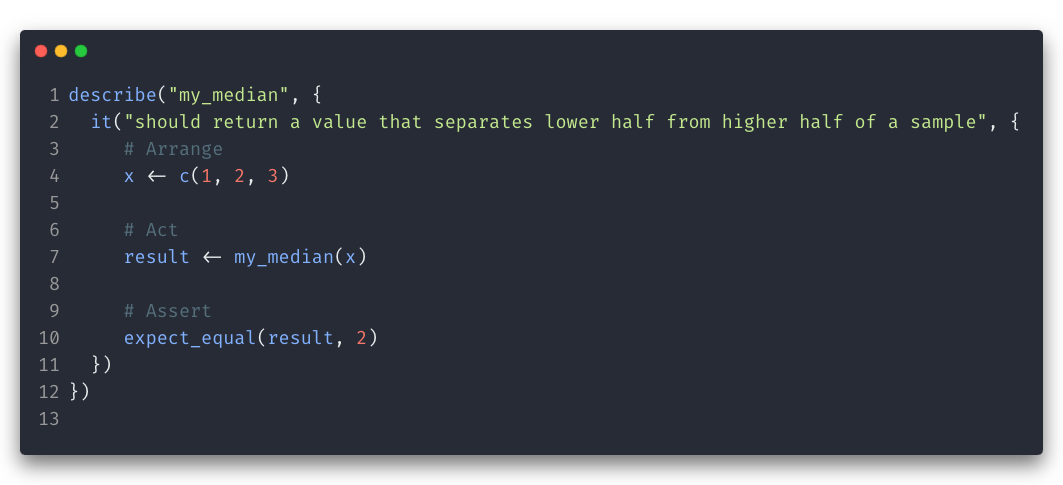 1 describe("my_median", {
2   it("should return a value that separates lower half from higher half of a sample", {
3      # Arrange
4      x <- c(1, 2, 3)
5
6      # Act
7      result <- my_median(x)
8
9      # Assert
10      expect_equal(result, 2)
11   })
12 })
13